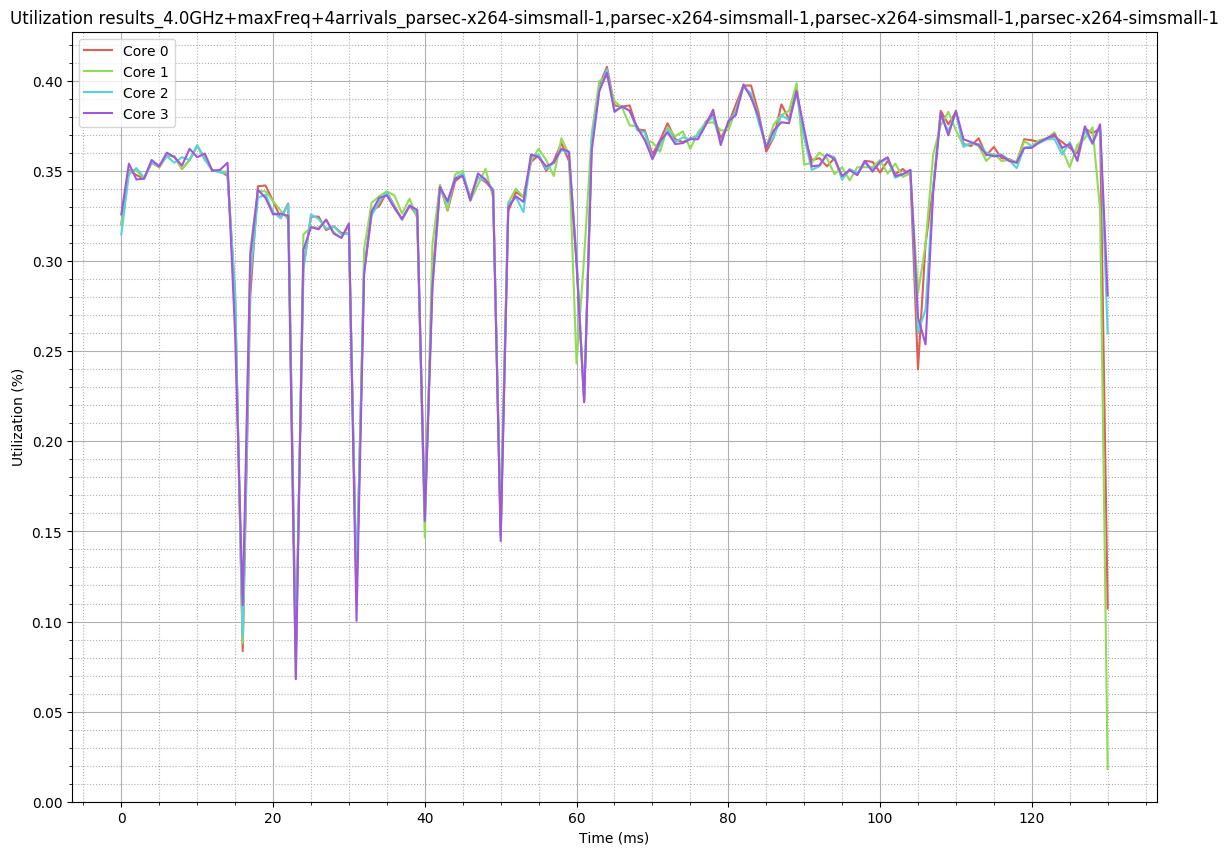 Utilization results_4.0GHz+maxFreq+4arrivals_parsec-x264-simsmall-1,parsec-x264-simsmall-1,parsec-x264-simsmall-1,parsec-x264-simsmall-1
Core 0
Core 1
Core 2
Core 3
Utilization (%)
0.40
0.35
0.30
0.25
0.20
0.15
0.10
0.05
0.00
0 20 40 60 80 100 120
Time (ms)